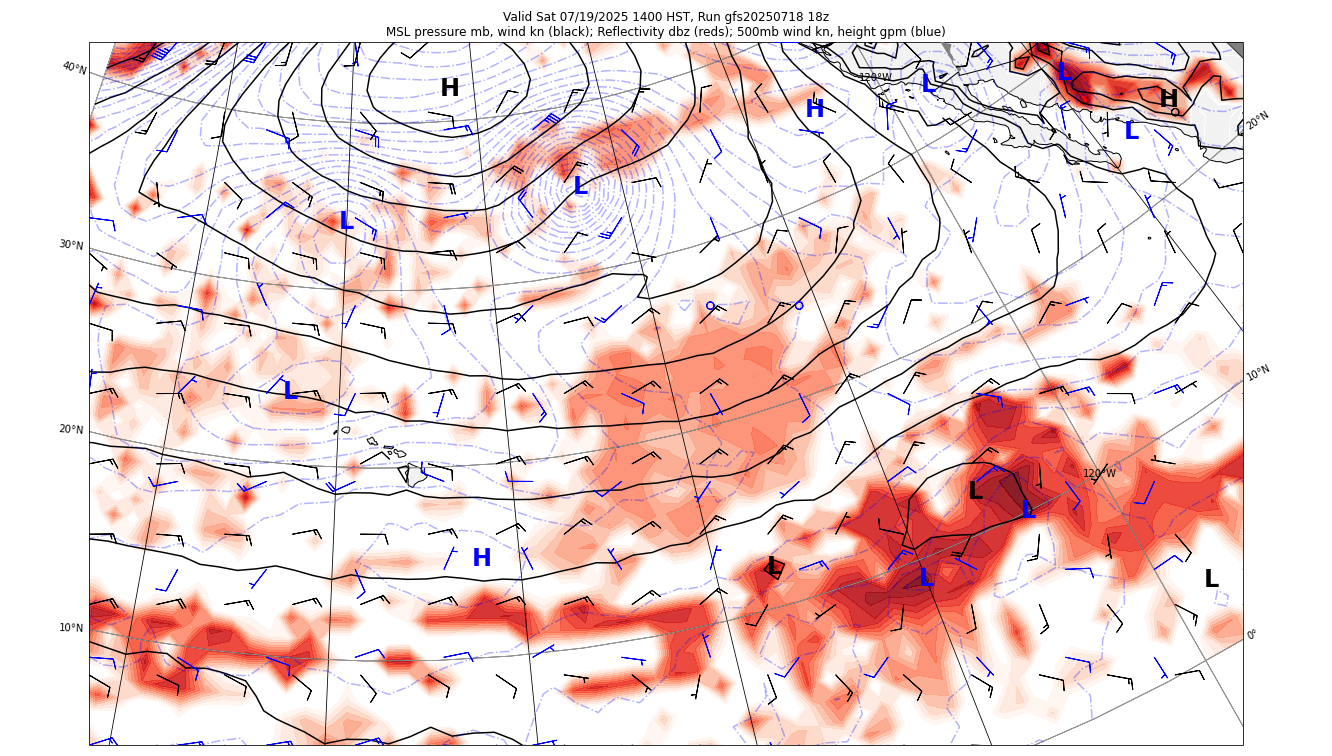 Valid Sat 07/19/2025 1400 HST, Run gfs20250718 18z
MSL pressure mb, wind kn (black); Reflectivity dbz (reds); 500mb wind kn, height gpm (blue)
40°N
H
120°W
L
L
H
H
L
20°N
L
L
30°N
10°N
L
20°N
120°W
L
L
H
L
L
L
10°N
0°